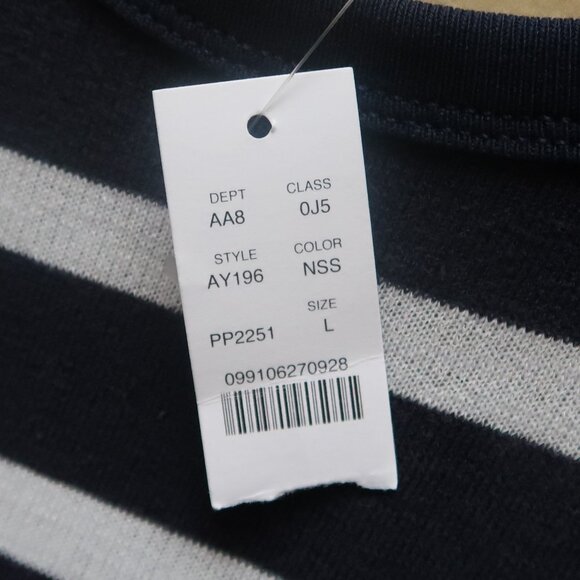 DEPT CLASS
AA8 0J5
STYLE COLOR
AY196 NSS
SIZE
PP2251 L
099106270928